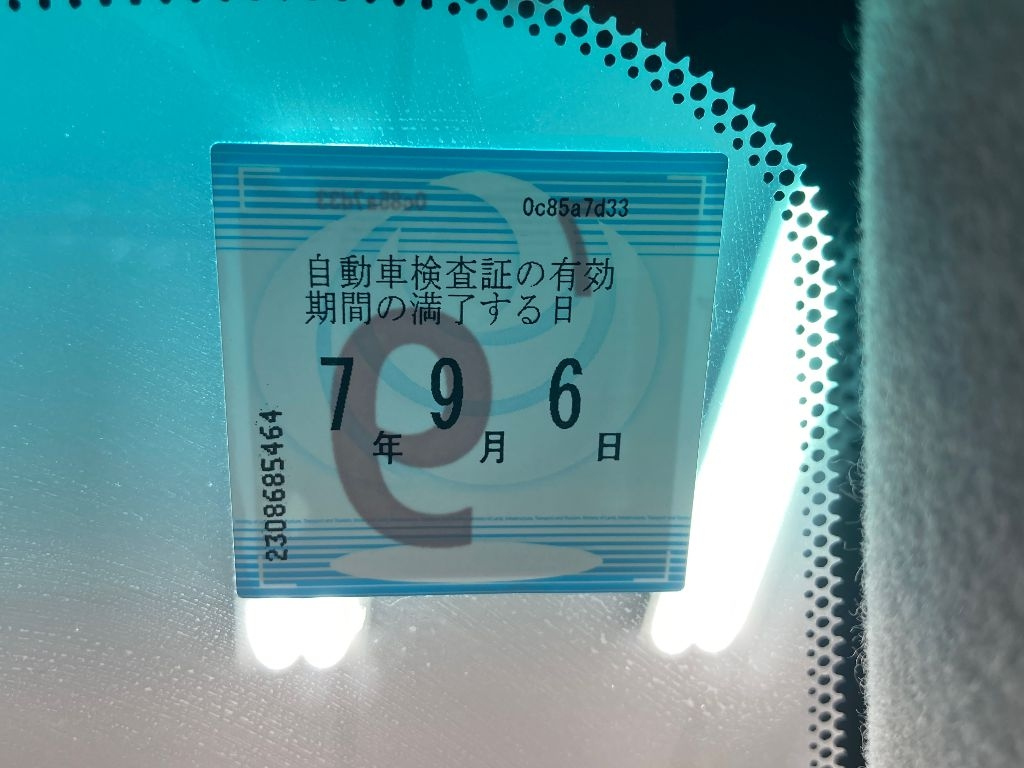 0c85a7d33
自動車検査証の有効
期間の満了する日
7年 9月 6日
2308685464